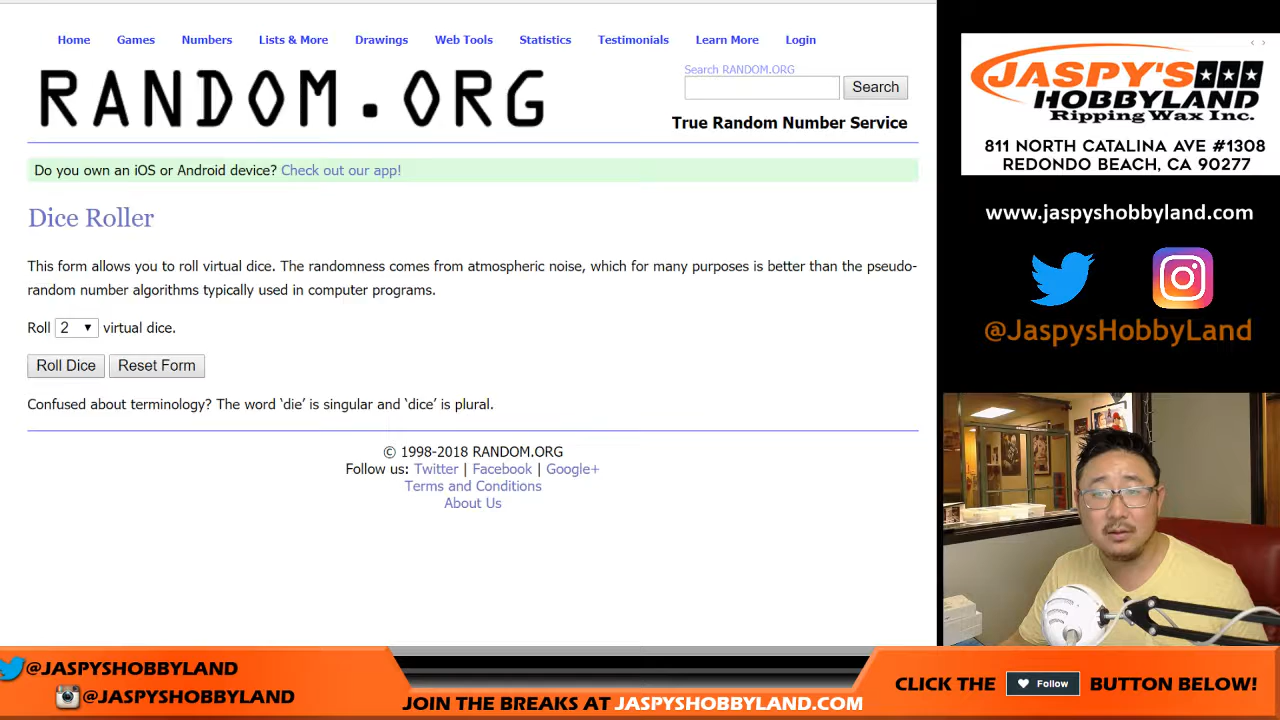 Home Games Numbers Lists & More Drawings Web Tools Statistics Testimonials Learn More Login
RANDOM.ORG
Search RANDOM.ORG
Search
True Random Number Service
Do you own an iOS or Android device? Check out our app!
Dice Roller
This form allows you to roll virtual dice. The randomness comes from atmospheric noise, which for many purposes is better than the pseudo-
random number algorithms typically used in computer programs.
Roll 2 virtual dice.
Roll Dice Reset Form
Confused about terminology? The word ‘die’ is singular and ‘dice’ is plural.
© 1998-2018 RANDOM.ORG
Follow us: Twitter | Facebook | Google+
Terms and Conditions
About Us
JASPY'S
HOBBYLAND
Ripping Wax Inc.
811 NORTH CATALINA AVE #1308
REDONDO BEACH, CA 90277
www.jaspyshobbyland.com
@JaspysHobbyLand
@JASPYSHOBBYLAND
@JASPYSHOBBYLAND
JOIN THE BREAKS AT JASPYSHOBBYLAND.COM
CLICK THE Follow BUTTON BELOW!